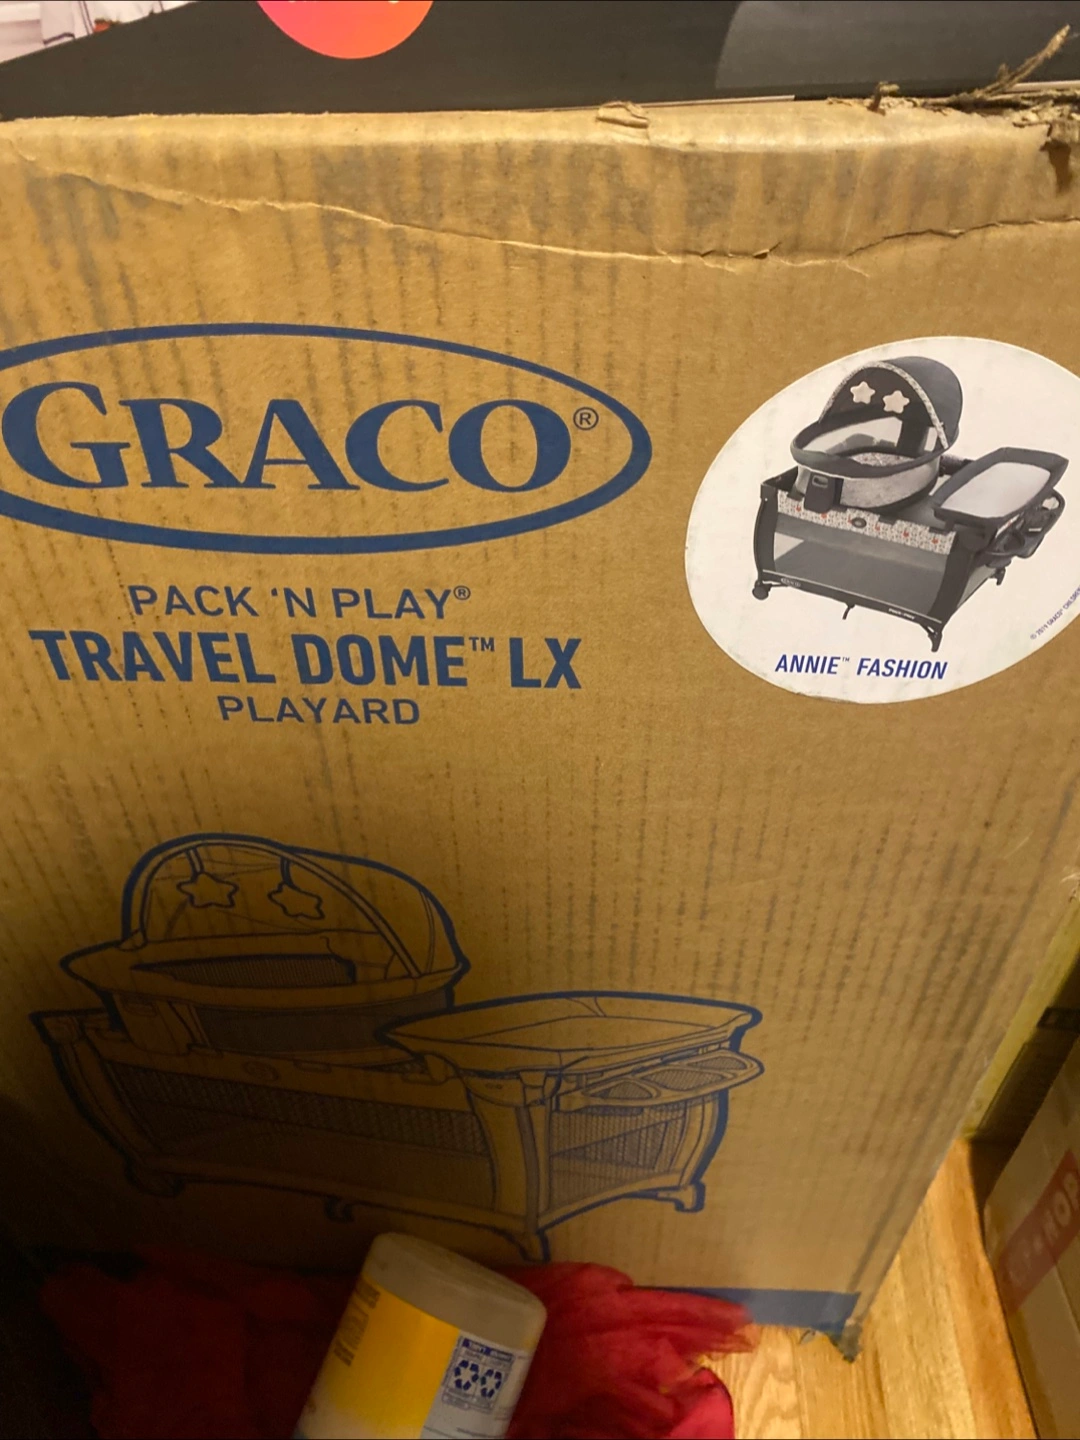 GRACO®
PACK 'N PLAY®
TRAVEL DOME™ LX
PLAYARD
ANNIE™ FASHION